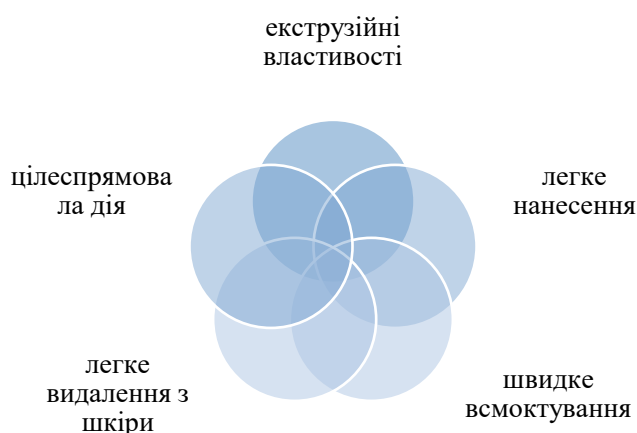 екструзійні
властивості
цілеспрямова
ла дія
легке
нанесення
легке
видалення з
шкіри
швидке
всмоктування